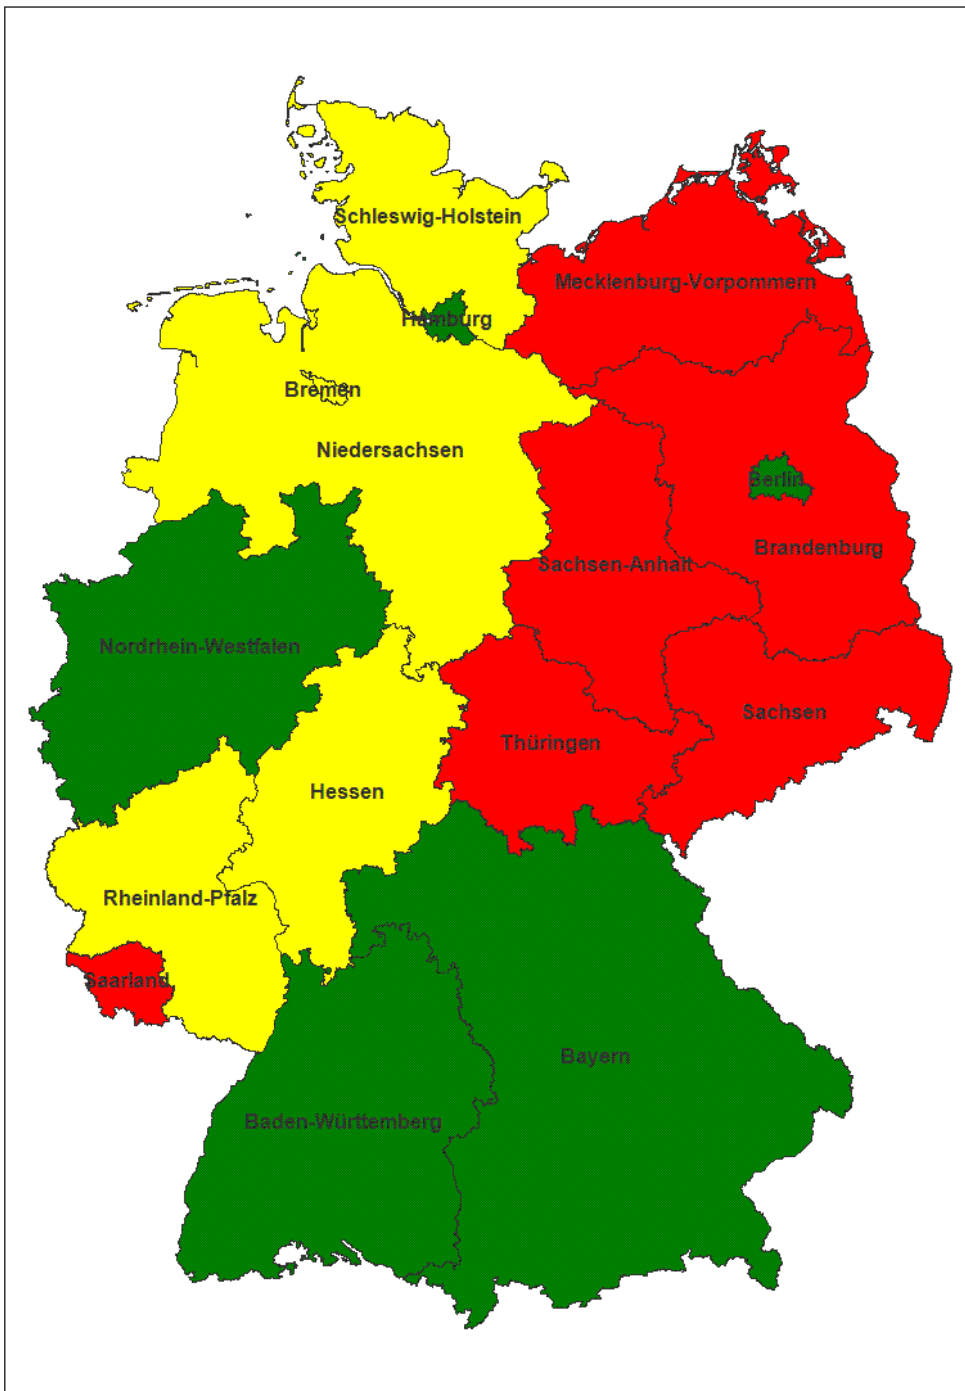 Schleswig-Holstein
Mecklenburg-Vorpommern
Hamburg
Bremen
Niedersachsen
Berlin
Brandenburg
Sachsen-Anhalt
Nordrhein-Westfalen
Sachsen
Thüringen
Hessen
Rheinland-Pfalz
Saarland
Bayern
Baden-Württemberg